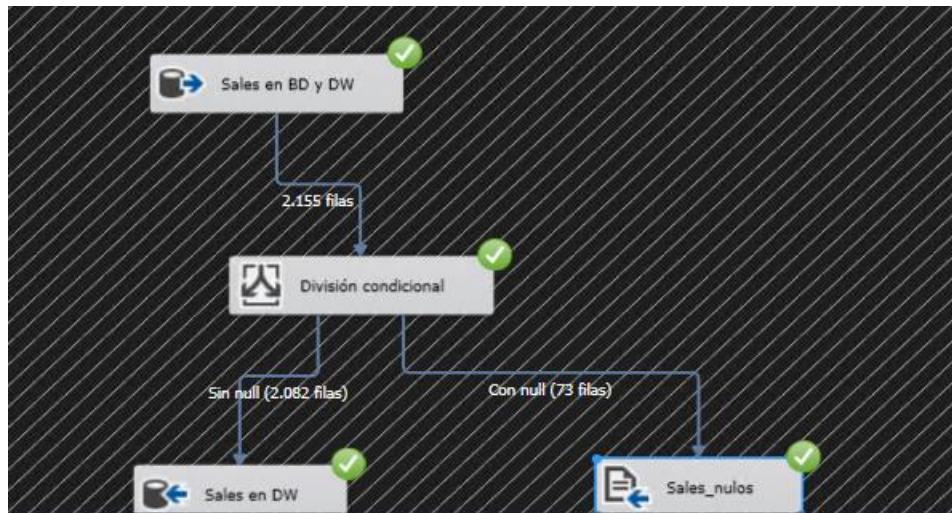 Sales en BD y DW
2.155 filas
División condicional
Sin null (2.082 filas)
Con null (73 filas)
Sales en DW
Sales_nulos